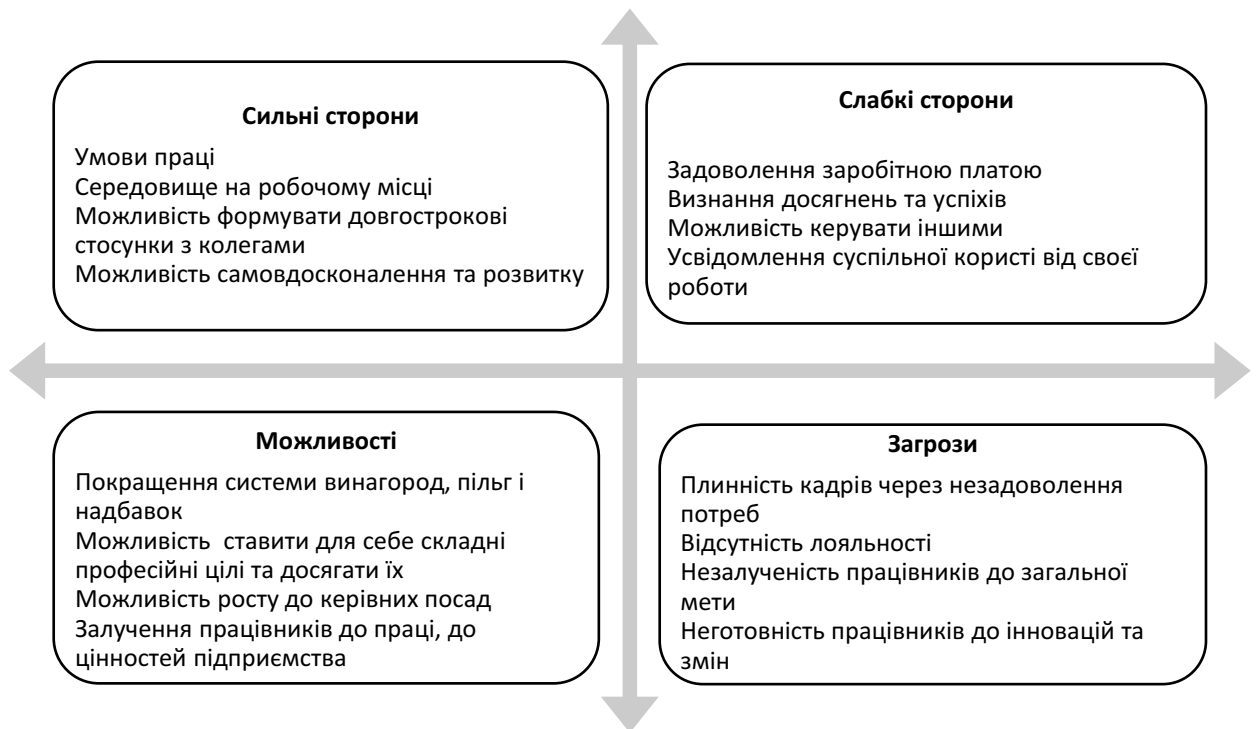 Сильні сторони
Умови праці
Середовище на робочому місці
Можливість формувати довгострокові
стосунки з колегами
Можливість самовдосконалення та розвитку
Слабкі сторони
Задоволення заробітною платою
Визнання досягнень та успіхів
Можливість керувати іншими
Усвідомлення суспільної користі від своєї
роботи
Можливості
Покращення системи винагород, пільг і
надбавок
Можливість ставити для себе складні
професійні цілі та досягати їх
Можливість росту до керівних посад
Залучення працівників до праці, до
цінностей підприємства
Загрози
Плинність кадрів через незадоволення
потреб
Відсутність лояльності
Незалученість працівників до загальної
мети
Неготовність працівників до інновацій та
змін